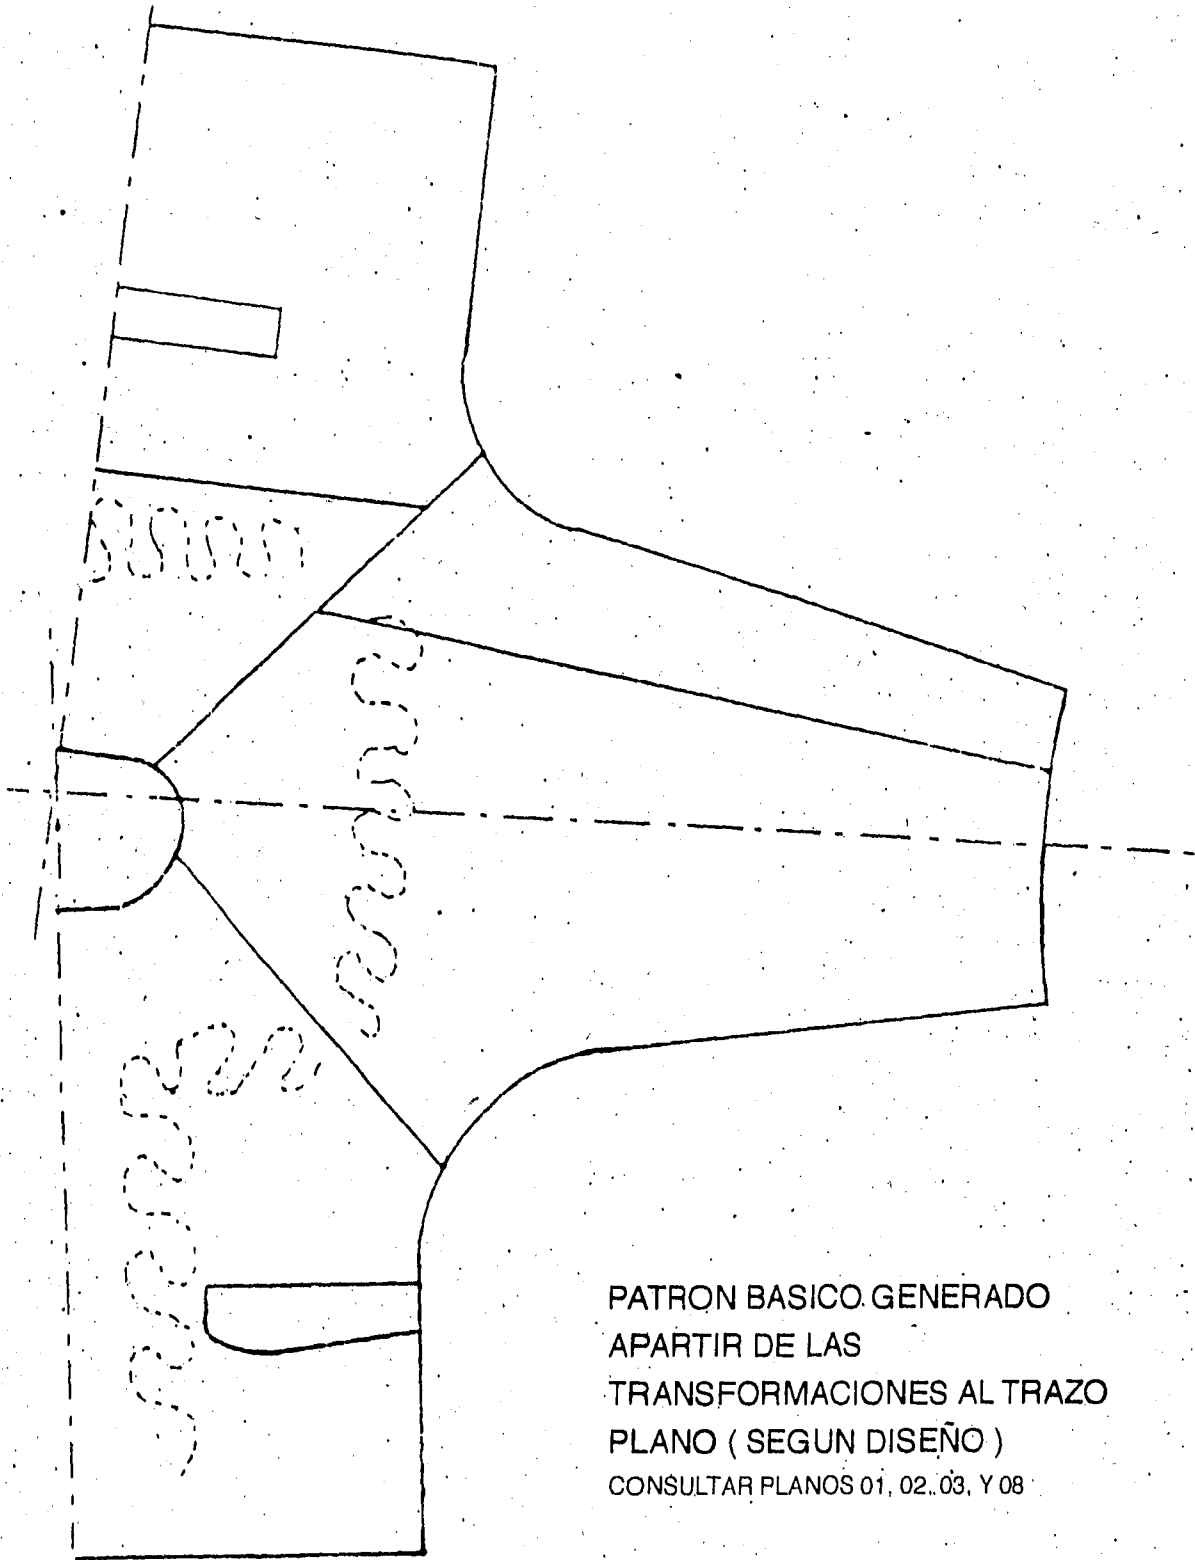 PATRON BASICO GENERADO
APARTIR DE LAS
TRANSFORMACIONES AL TRAZO
PLANO ( SEGUN DISEÑO )
CONSULTAR PLANOS 01, 02, 03, Y 08